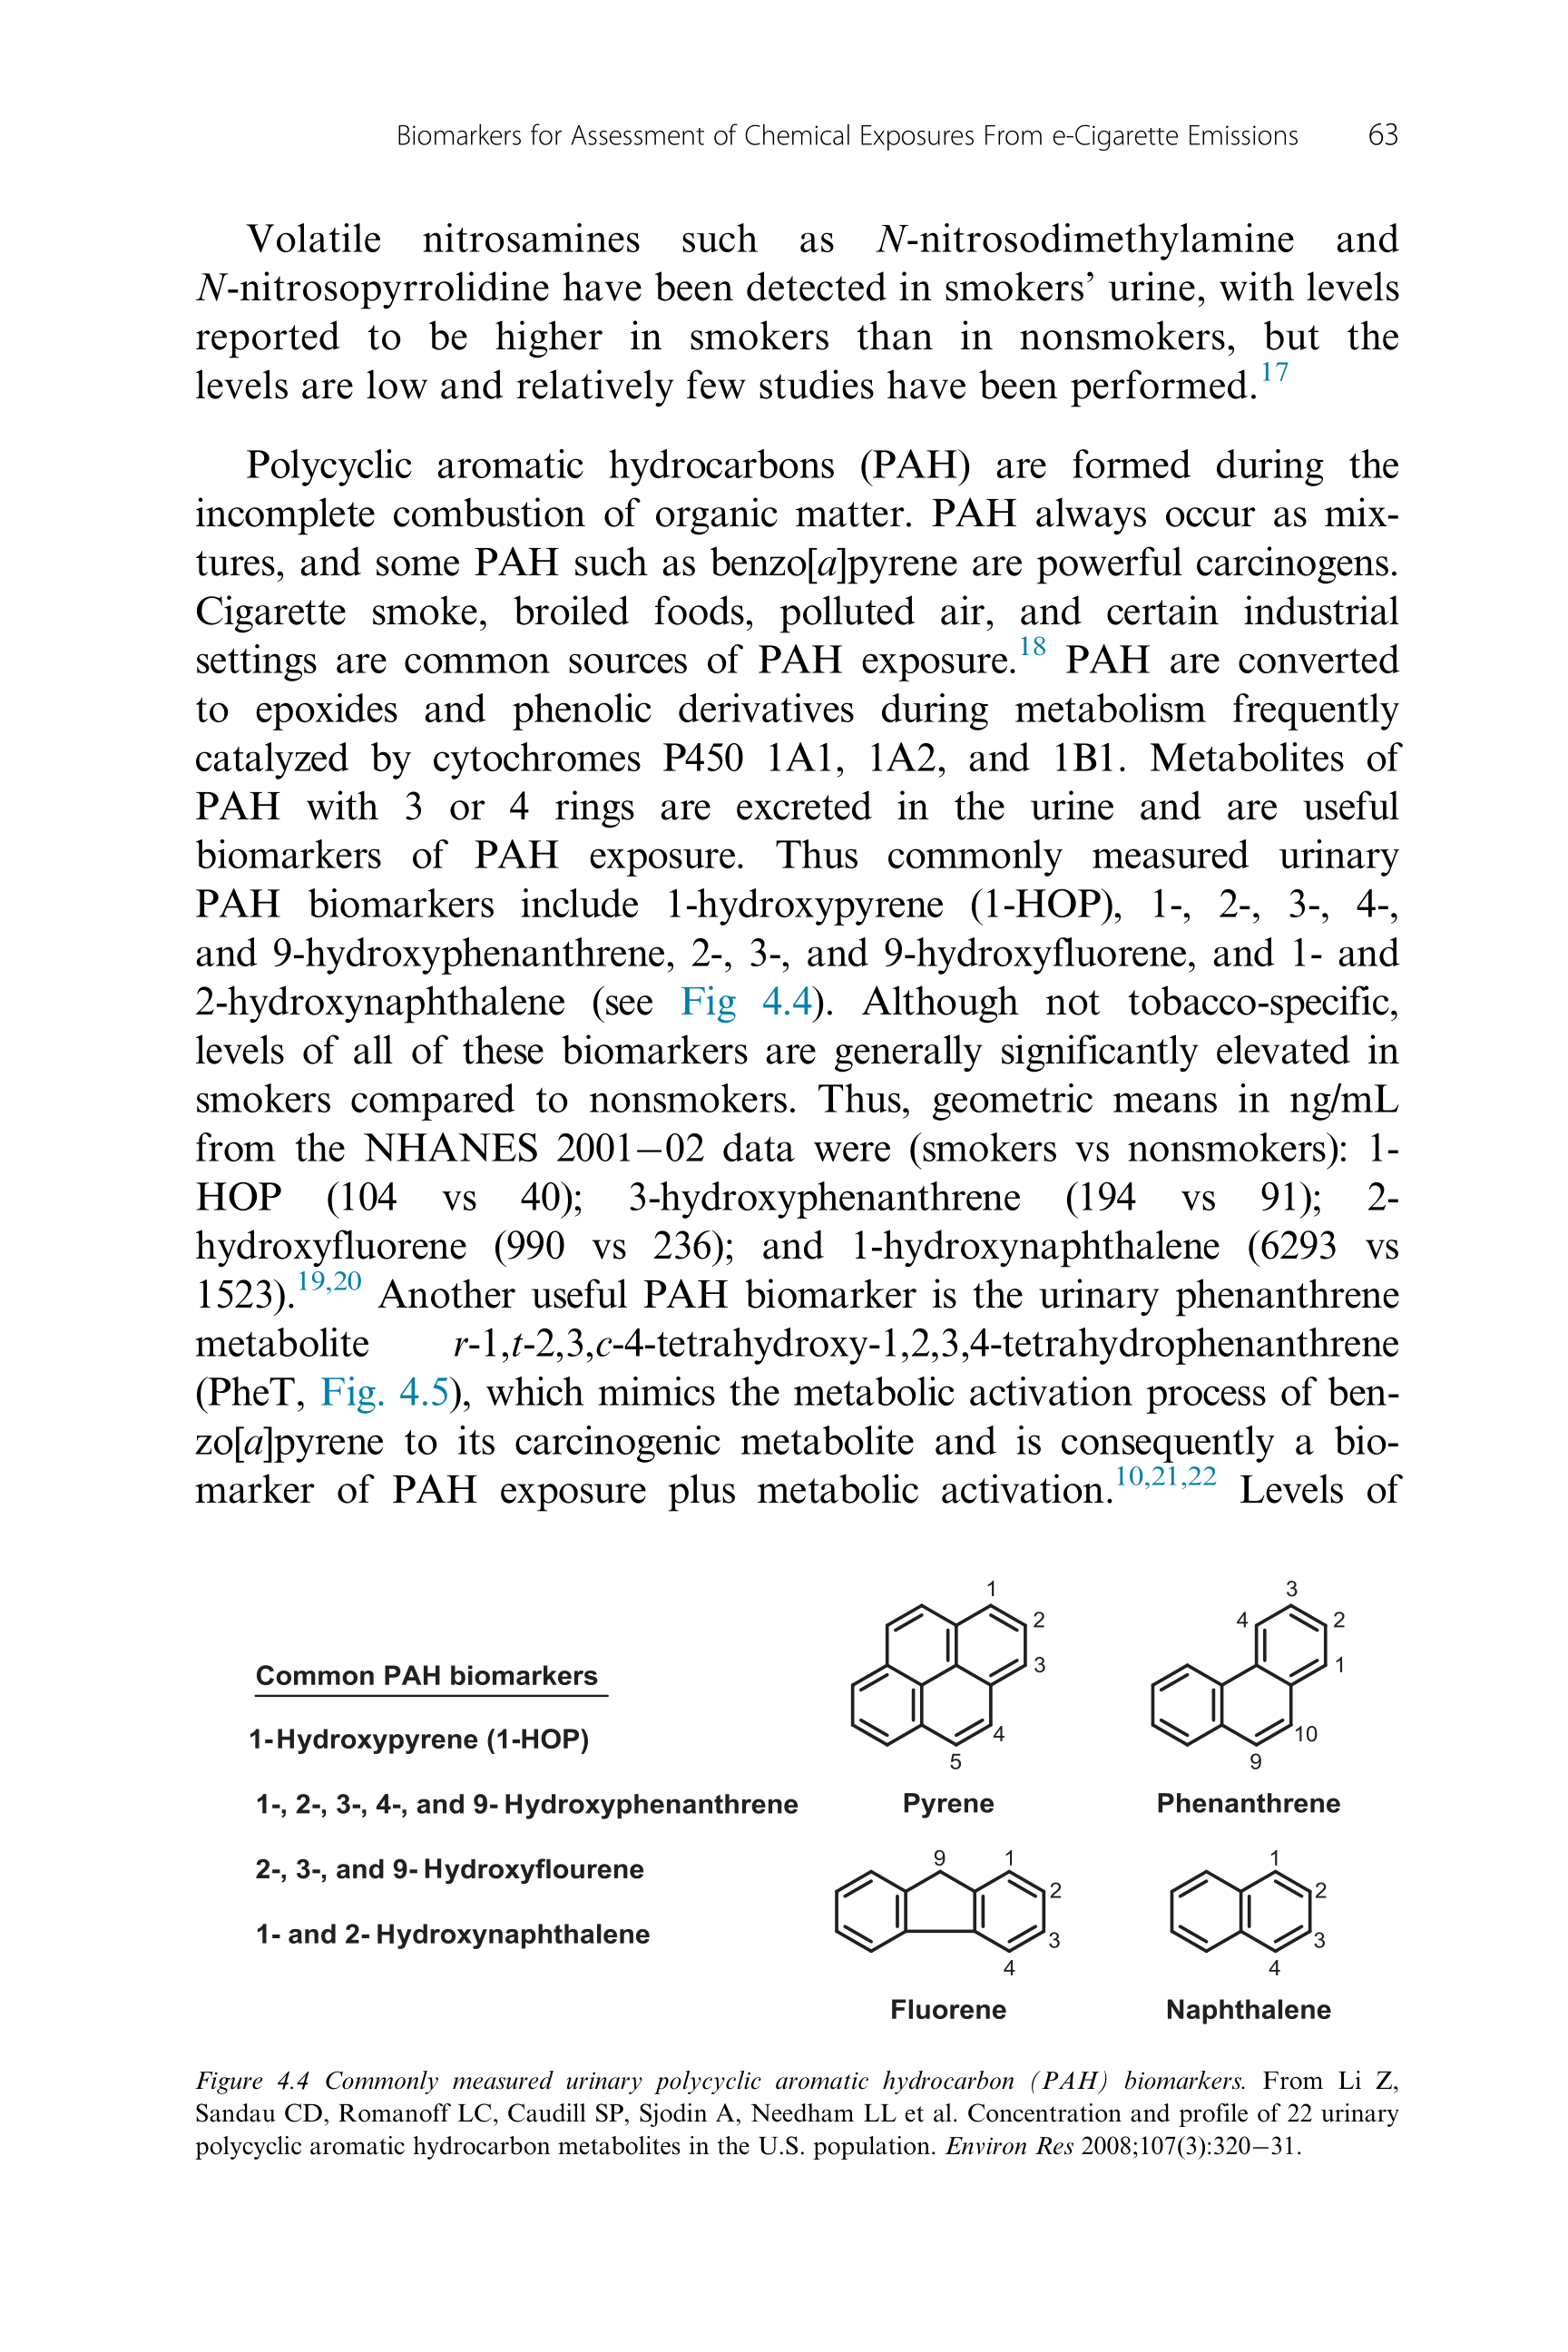 Biomarkers for Assessment of Chemical Exposures From e-Cigarette Emissions 63
Volatile nitrosamines such as N-nitrosodimethylamine and
N-nitrosopyrrolidine have been detected in smokers’ urine, with levels
reported to be higher in smokers than in nonsmokers, but the
levels are low and relatively few studies have been performed.17
Polycyclic aromatic hydrocarbons (PAH) are formed during the
incomplete combustion of organic matter. PAH always occur as mix-
tures, and some PAH such as benzo[a]pyrene are powerful carcinogens.
Cigarette smoke, broiled foods, polluted air, and certain industrial
settings are common sources of PAH exposure.18 PAH are converted
to epoxides and phenolic derivatives during metabolism frequently
catalyzed by cytochromes P450 1A1, 1A2, and 1B1. Metabolites of
PAH with 3 or 4 rings are excreted in the urine and are useful
biomarkers of PAH exposure. Thus commonly measured urinary
PAH biomarkers include 1-hydroxypyrene (1-HOP), 1-, 2-, 3-, 4-,
and 9-hydroxyphenanthrene, 2-, 3-, and 9-hydroxyfluorene, and 1- and
2-hydroxynaphthalene (see Fig 4.4). Although not tobacco-specific,
levels of all of these biomarkers are generally significantly elevated in
smokers compared to nonsmokers. Thus, geometric means in ng/mL
from the NHANES 2001–02 data were (smokers vs nonsmokers): 1-
HOP (104 vs 40); 3-hydroxyphenanthrene (194 vs 91); 2-
hydroxyfluorene (990 vs 236); and 1-hydroxynaphthalene (6293 vs
1523).19,20 Another useful PAH biomarker is the urinary phenanthrene
metabolite r-1,t-2,3,c-4-tetrahydroxy-1,2,3,4-tetrahydrophenanthrene
(PheT, Fig. 4.5), which mimics the metabolic activation process of ben-
zo[a]pyrene to its carcinogenic metabolite and is consequently a bio-
marker of PAH exposure plus metabolic activation.10,21,22 Levels of
Common PAH biomarkers
1-Hydroxypyrene (1-HOP)
1-, 2-, 3-, 4-, and 9-Hydroxyphenanthrene
2-, 3-, and 9-Hydroxyflourene
1- and 2-Hydroxynaphthalene
1
2
3
4
5
Pyrene
3
4
2
1
10
9
Phenanthrene
9
1
2
3
4
Fluorene
1
2
3
4
Naphthalene
Figure 4.4 Commonly measured urinary polycyclic aromatic hydrocarbon (PAH) biomarkers. From Li Z,
Sandau CD, Romanoff LC, Caudill SP, Sjodin A, Needham LL et al. Concentration and profile of 22 urinary
polycyclic aromatic hydrocarbon metabolites in the U.S. population. Environ Res 2008;107(3):320–31.